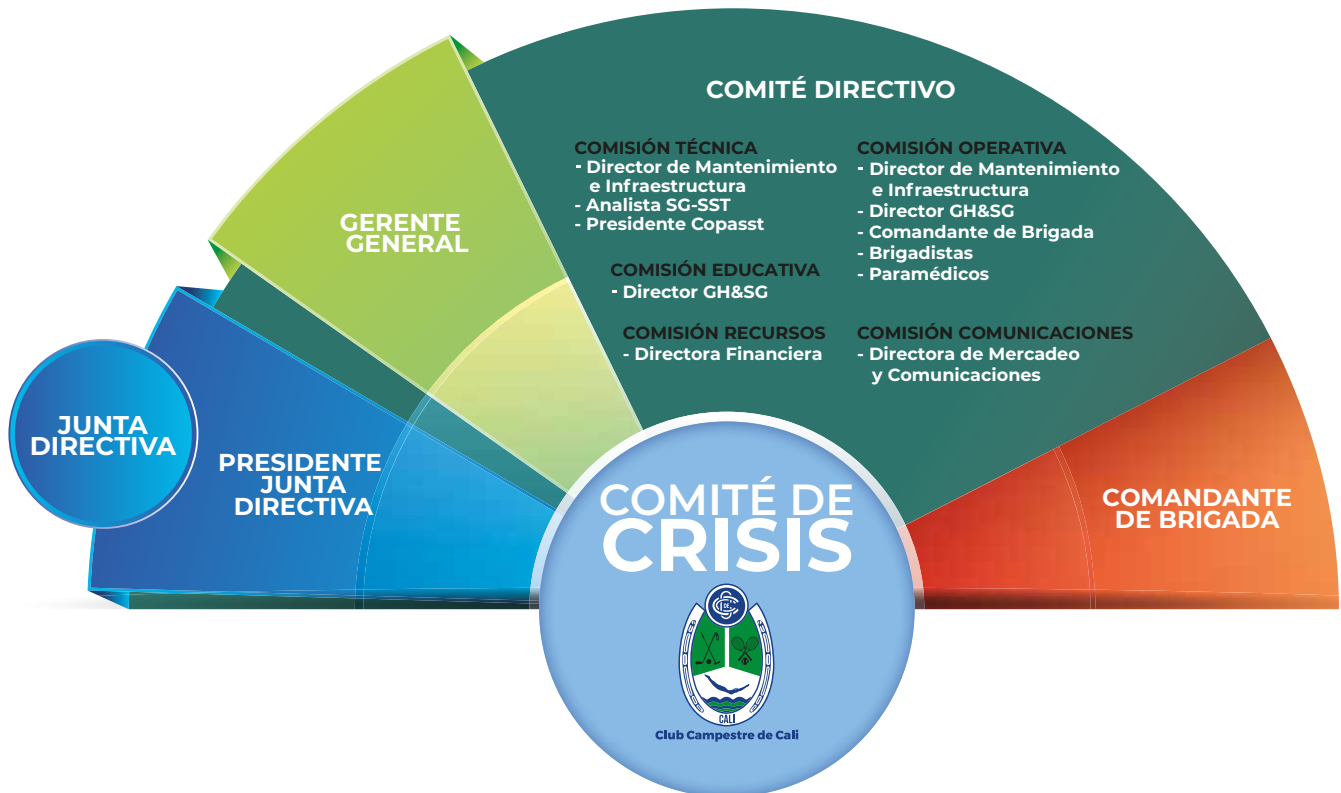 COMITÉ DIRECTIVO
COMISIÓN TÉCNICA
- Director de Mantenimiento
e Infraestructura
- Analista SG-SST
- Presidente Copasst
COMISIÓN EDUCATIVA
- Director GH&SG
COMISIÓN RECURSOS
- Directora Financiera
COMISIÓN OPERATIVA
- Director de Mantenimiento
e Infraestructura
- Director GH&SG
- Comandante de Brigada
- Brigadistas
- Paramédicos
COMISIÓN COMUNICACIONES
- Directora de Mercadeo
y Comunicaciones
GERENTE
GENERAL
JUNTA
DIRECTIVA
PRESIDENTE
JUNTA
DIRECTIVA
COMANDANTE
DE BRIGADA
COMITÉ DE
CRISIS
CALI
Club Campestre de Cali